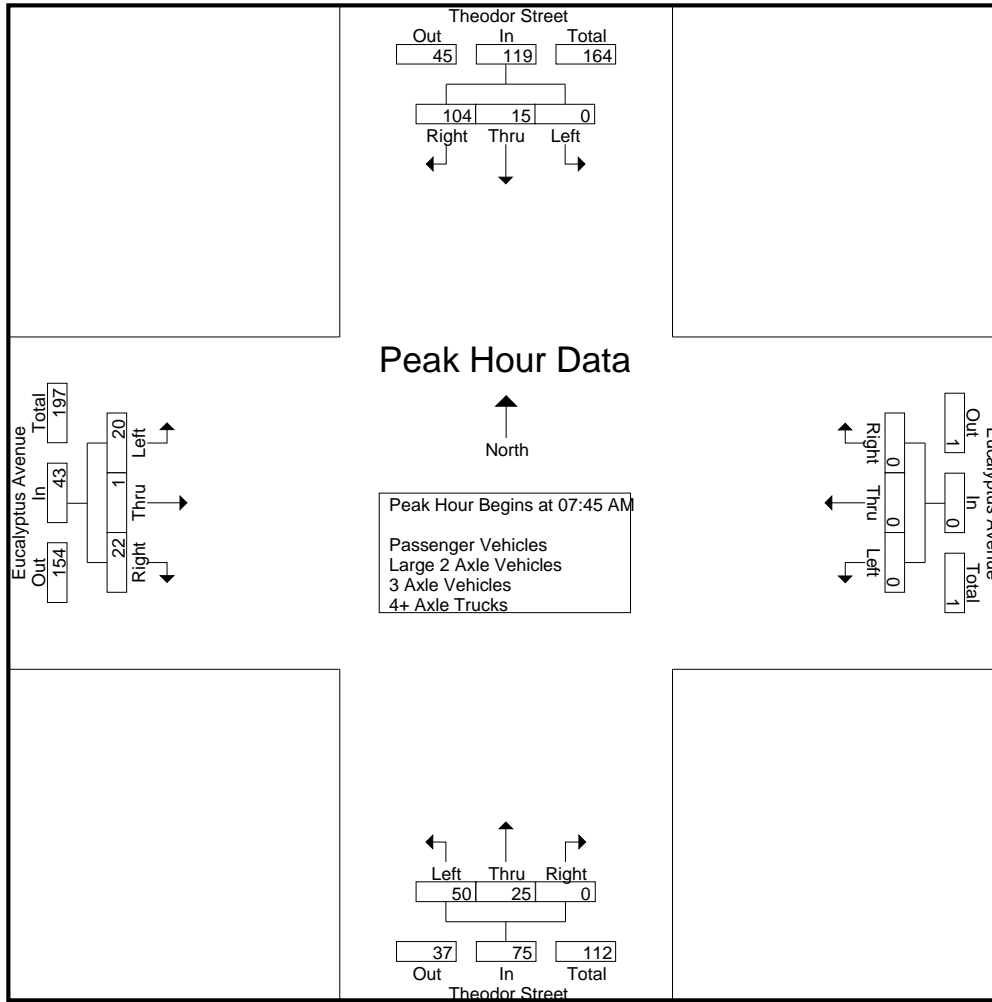 Theodor Street
Out In Total
45 119 164
104 15 0
Right Thru Left
Peak Hour Data
North
Peak Hour Begins at 07:45 AM
Passenger Vehicles
Large 2 Axle Vehicles
3 Axle Vehicles
4+ Axle Trucks
Eucalyptus Avenue
Out In Total
154 43 197
22 1 20
Right Thru Left
Eucalyptus Avenue
Out In Total
1 0 1
0 0 0
Right Thru Left
Left Thru Right
50 25 0
37 75 112
Out In Total
Theodor Street